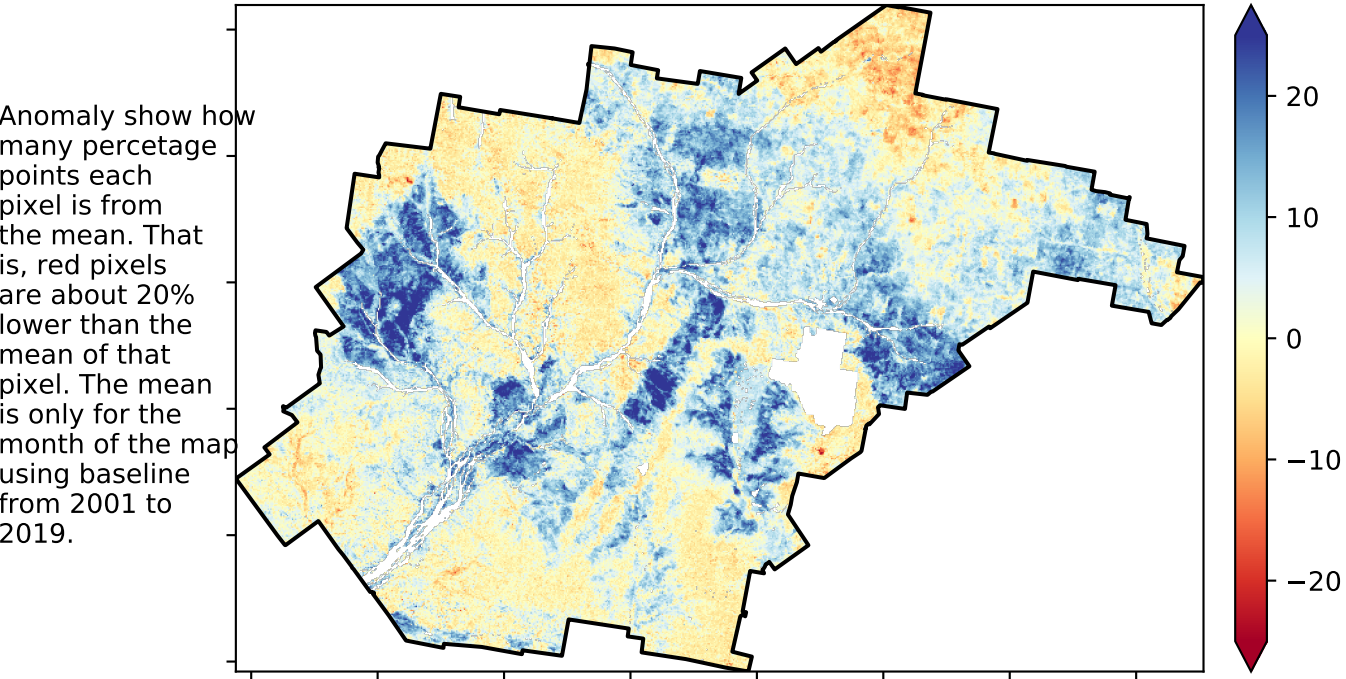 Anomaly show how
many percetage
points each
pixel is from
the mean. That
is, red pixels
are about 20%
lower than the
mean of that
pixel. The mean
is only for the
month of the map
using baseline
from 2001 to
2019.
20
10
0
−10
−20